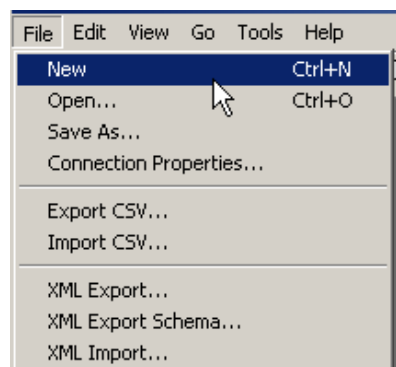 File Edit View Go Tools Help
New Ctrl+N
Open... Ctrl+O
Save As...
Connection Properties...
Export CSV...
Import CSV...
XML Export...
XML Export Schema...
XML Import...